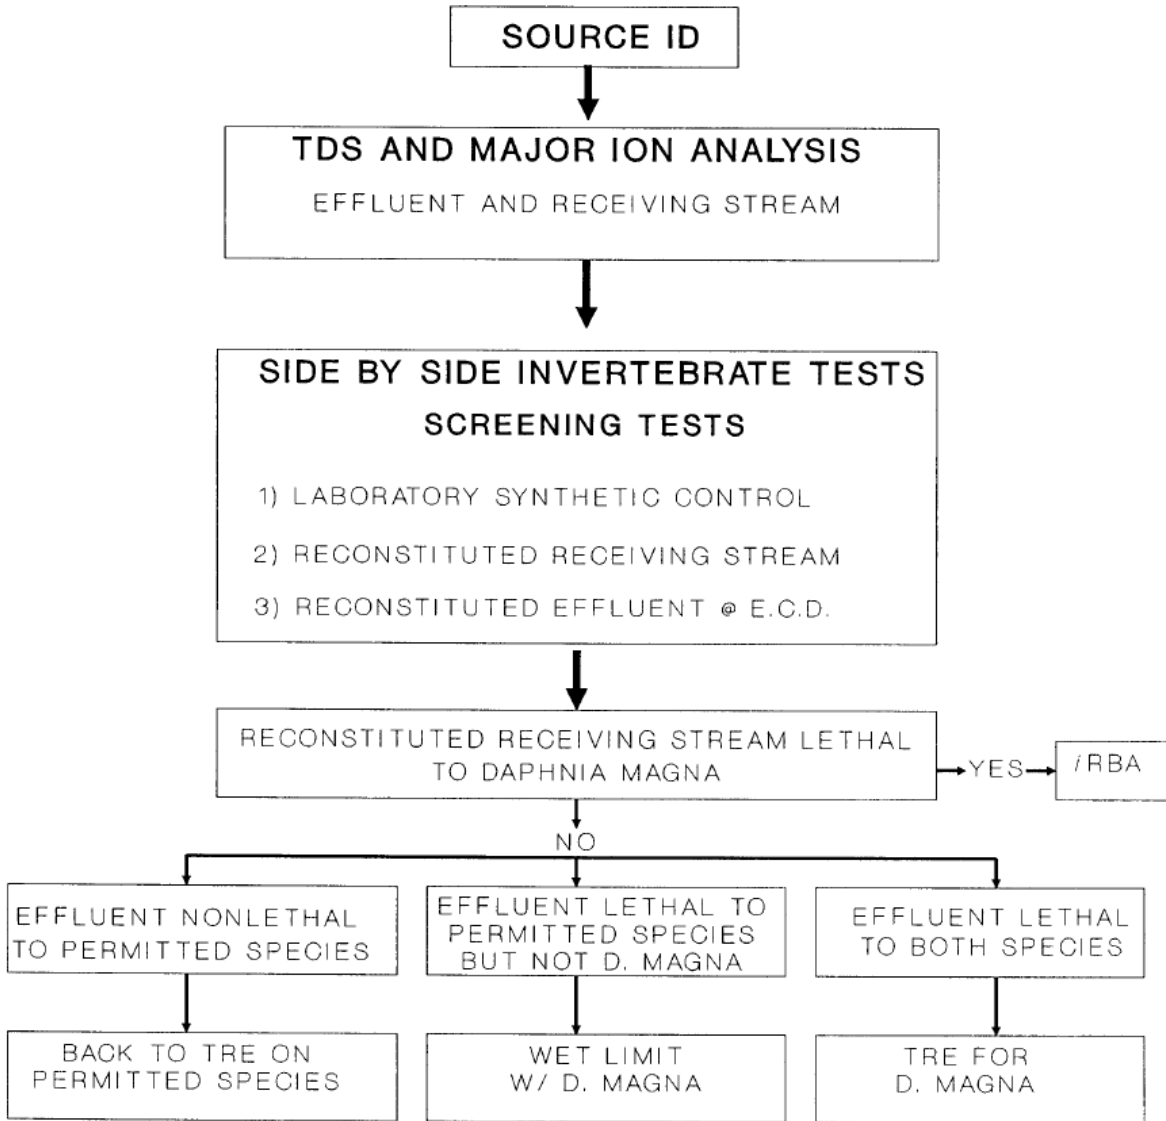 SOURCE ID
TDS AND MAJOR ION ANALYSIS
EFFLUENT AND RECEIVING STREAM
SIDE BY SIDE INVERTEBRATE TESTS
SCREENING TESTS
1) LABORATORY SYNTHETIC CONTROL
2) RECONSTITUTED RECEIVING STREAM
3) RECONSTITUTED EFFLUENT @ E.C.D.
RECONSTITUTED RECEIVING STREAM LETHAL
TO DAPHNIA MAGNA
YES
iRBA
NO
EFFLUENT NONLETHAL
TO PERMITTED SPECIES
EFFLUENT LETHAL TO
PERMITTED SPECIES
BUT NOT D. MAGNA
EFFLUENT LETHAL
TO BOTH SPECIES
BACK TO TRE ON
PERMITTED SPECIES
WET LIMIT
W/ D. MAGNA
TRE FOR
D. MAGNA